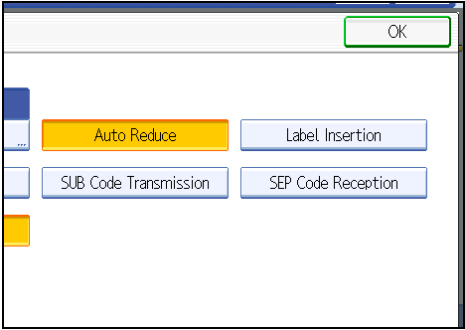 OK
... Auto Reduce Label Insertion
SUB Code Transmission SEP Code Reception